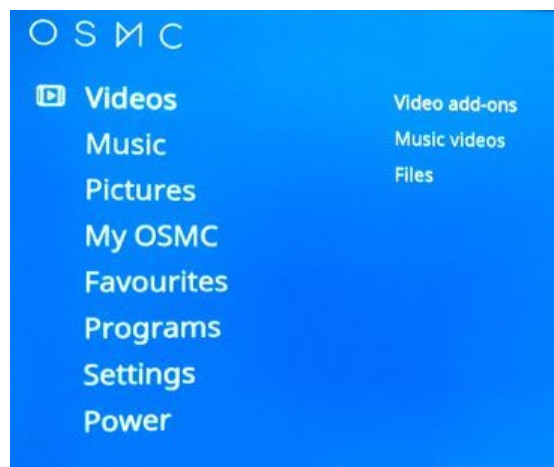 OSMC
Videos
Music
Pictures
My OSMC
Favourites
Programs
Settings
Power
Video add-ons
Music videos
Files